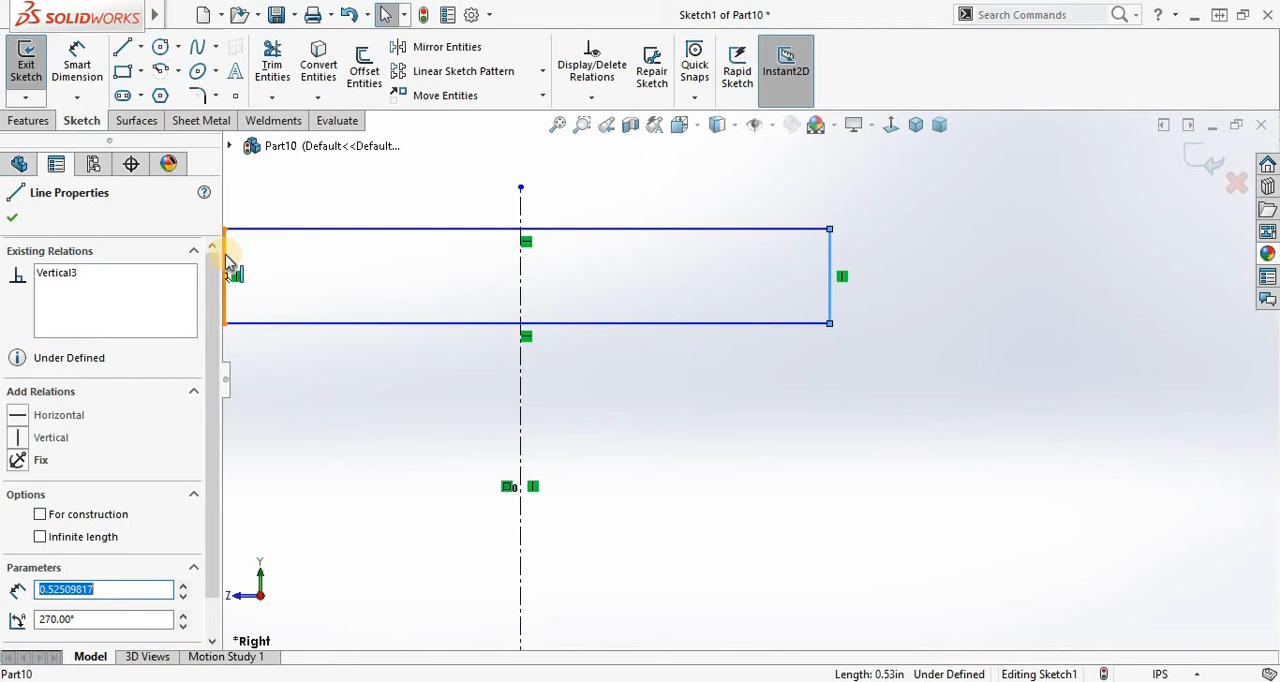 SOLIDWORKS
Sketch1 of Part10 *
Search Commands
?
Exit Sketch
Smart Dimension
Trim Entities
Convert Entities
Offset Entities
Mirror Entities
Linear Sketch Pattern
Move Entities
Display/Delete Relations
Repair Sketch
Quick Snaps
Rapid Sketch
Instant2D
Features
Sketch
Surfaces
Sheet Metal
Weldments
Evaluate
Part10 (Default<<Default...
Line Properties
?
Existing Relations
Vertical3
Under Defined
Add Relations
Horizontal
Vertical
Fix
Options
For construction
Infinite length
Parameters
0.52509817
270.00°
0
Y
Z
*Right
Model
3D Views
Motion Study 1
Part10
Length: 0.53in
Under Defined
Editing Sketch1
IPS